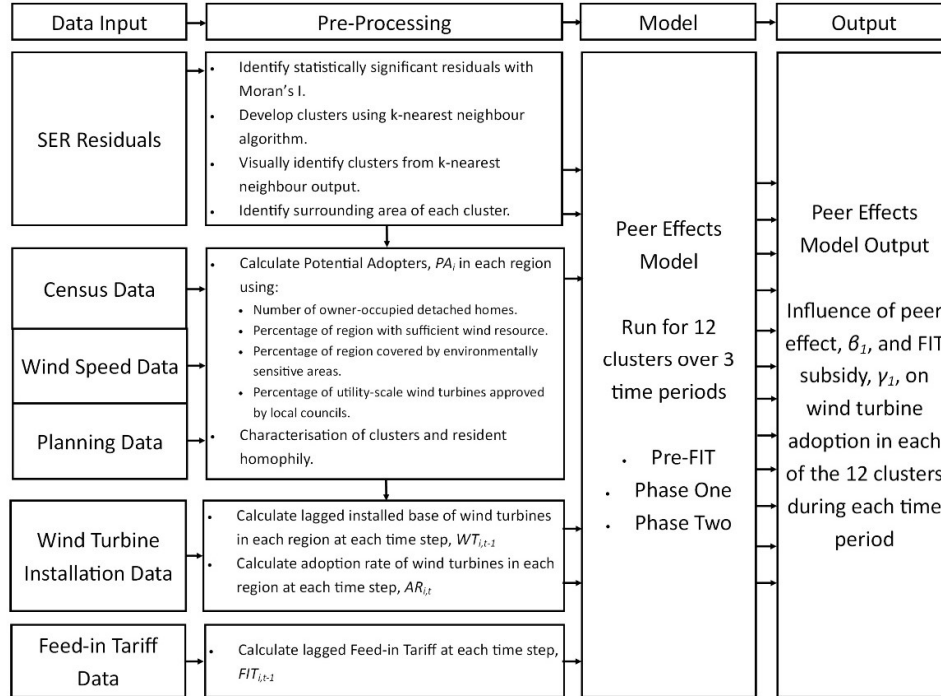 Data Input
Pre-Processing
Model
Output
SER Residuals
• Identify statistically significant residuals with
Moran's I.
• Develop clusters using k-nearest neighbour
algorithm.
• Visually identify clusters from k-nearest
neighbour output.
• Identify surrounding area of each cluster.
Census Data
Wind Speed Data
Planning Data
• Calculate Potential Adopters, PAi in each region
using:
• Number of owner-occupied detached homes.
• Percentage of region with sufficient wind resource.
• Percentage of region covered by environmentally
sensitive areas.
• Percentage of utility-scale wind turbines approved
by local councils.
• Characterisation of clusters and resident
homophily.
Wind Turbine
Installation Data
• Calculate lagged installed base of wind turbines
in each region at each time step, WTi,t-1
• Calculate adoption rate of wind turbines in each
region at each time step, ARi,t
Feed-in Tariff
Data
• Calculate lagged Feed-in Tariff at each time step,
FITi,t-1
Peer Effects
Model
Run for 12
clusters over 3
time periods
• Pre-FIT
• Phase One
• Phase Two
Peer Effects
Model Output
Influence of peer
effect, β1, and FIT
subsidy, γ1, on
wind turbine
adoption in each
of the 12 clusters
during each time
period